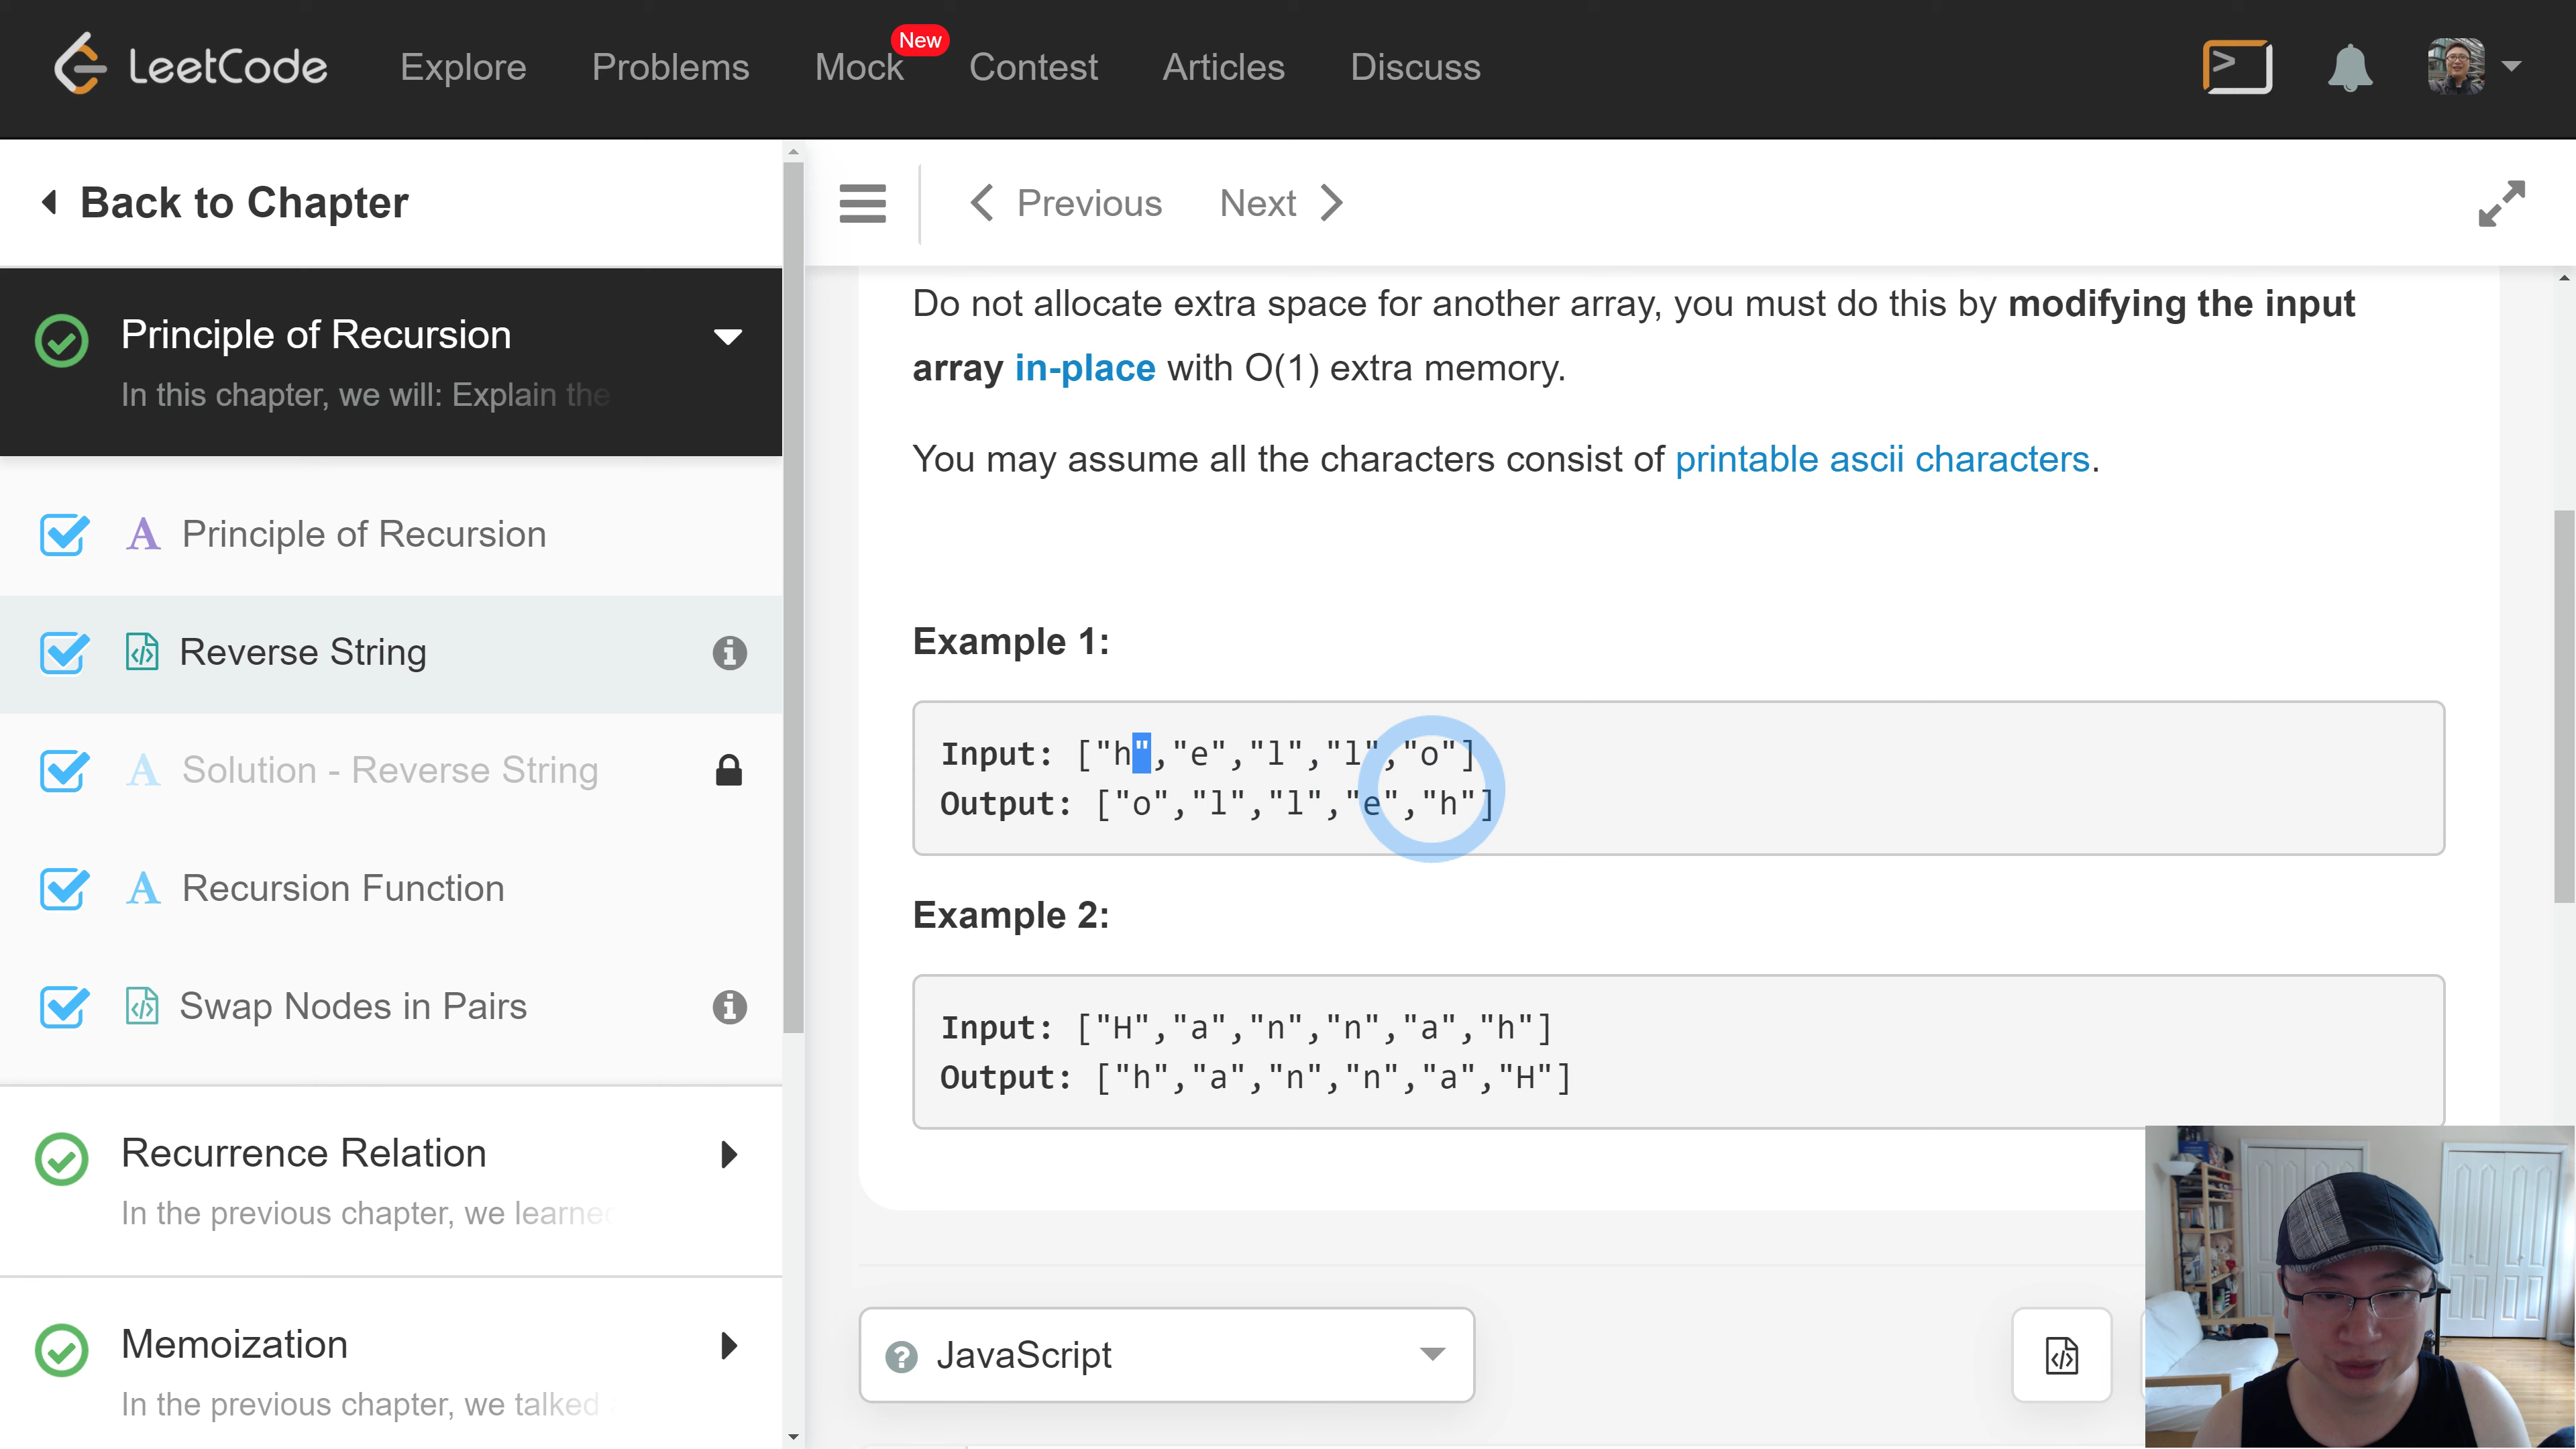 LeetCode
Explore
Problems
Mock
New
Contest
Articles
Discuss
Back to Chapter
Principle of Recursion
In this chapter, we will: Explain the
Principle of Recursion
Reverse String
Solution - Reverse String
Recursion Function
Swap Nodes in Pairs
Recurrence Relation
In the previous chapter, we learned
Memoization
In the previous chapter, we talked
Previous
Next
Do not allocate extra space for another array, you must do this by modifying the input
array in-place with O(1) extra memory.
You may assume all the characters consist of printable ascii characters.
Example 1:
Input: ["h","e","l","l","o"]
Output: ["o","l","l","e","h"]
Example 2:
Input: ["H","a","n","n","a","h"]
Output: ["h","a","n","n","a","H"]
JavaScript